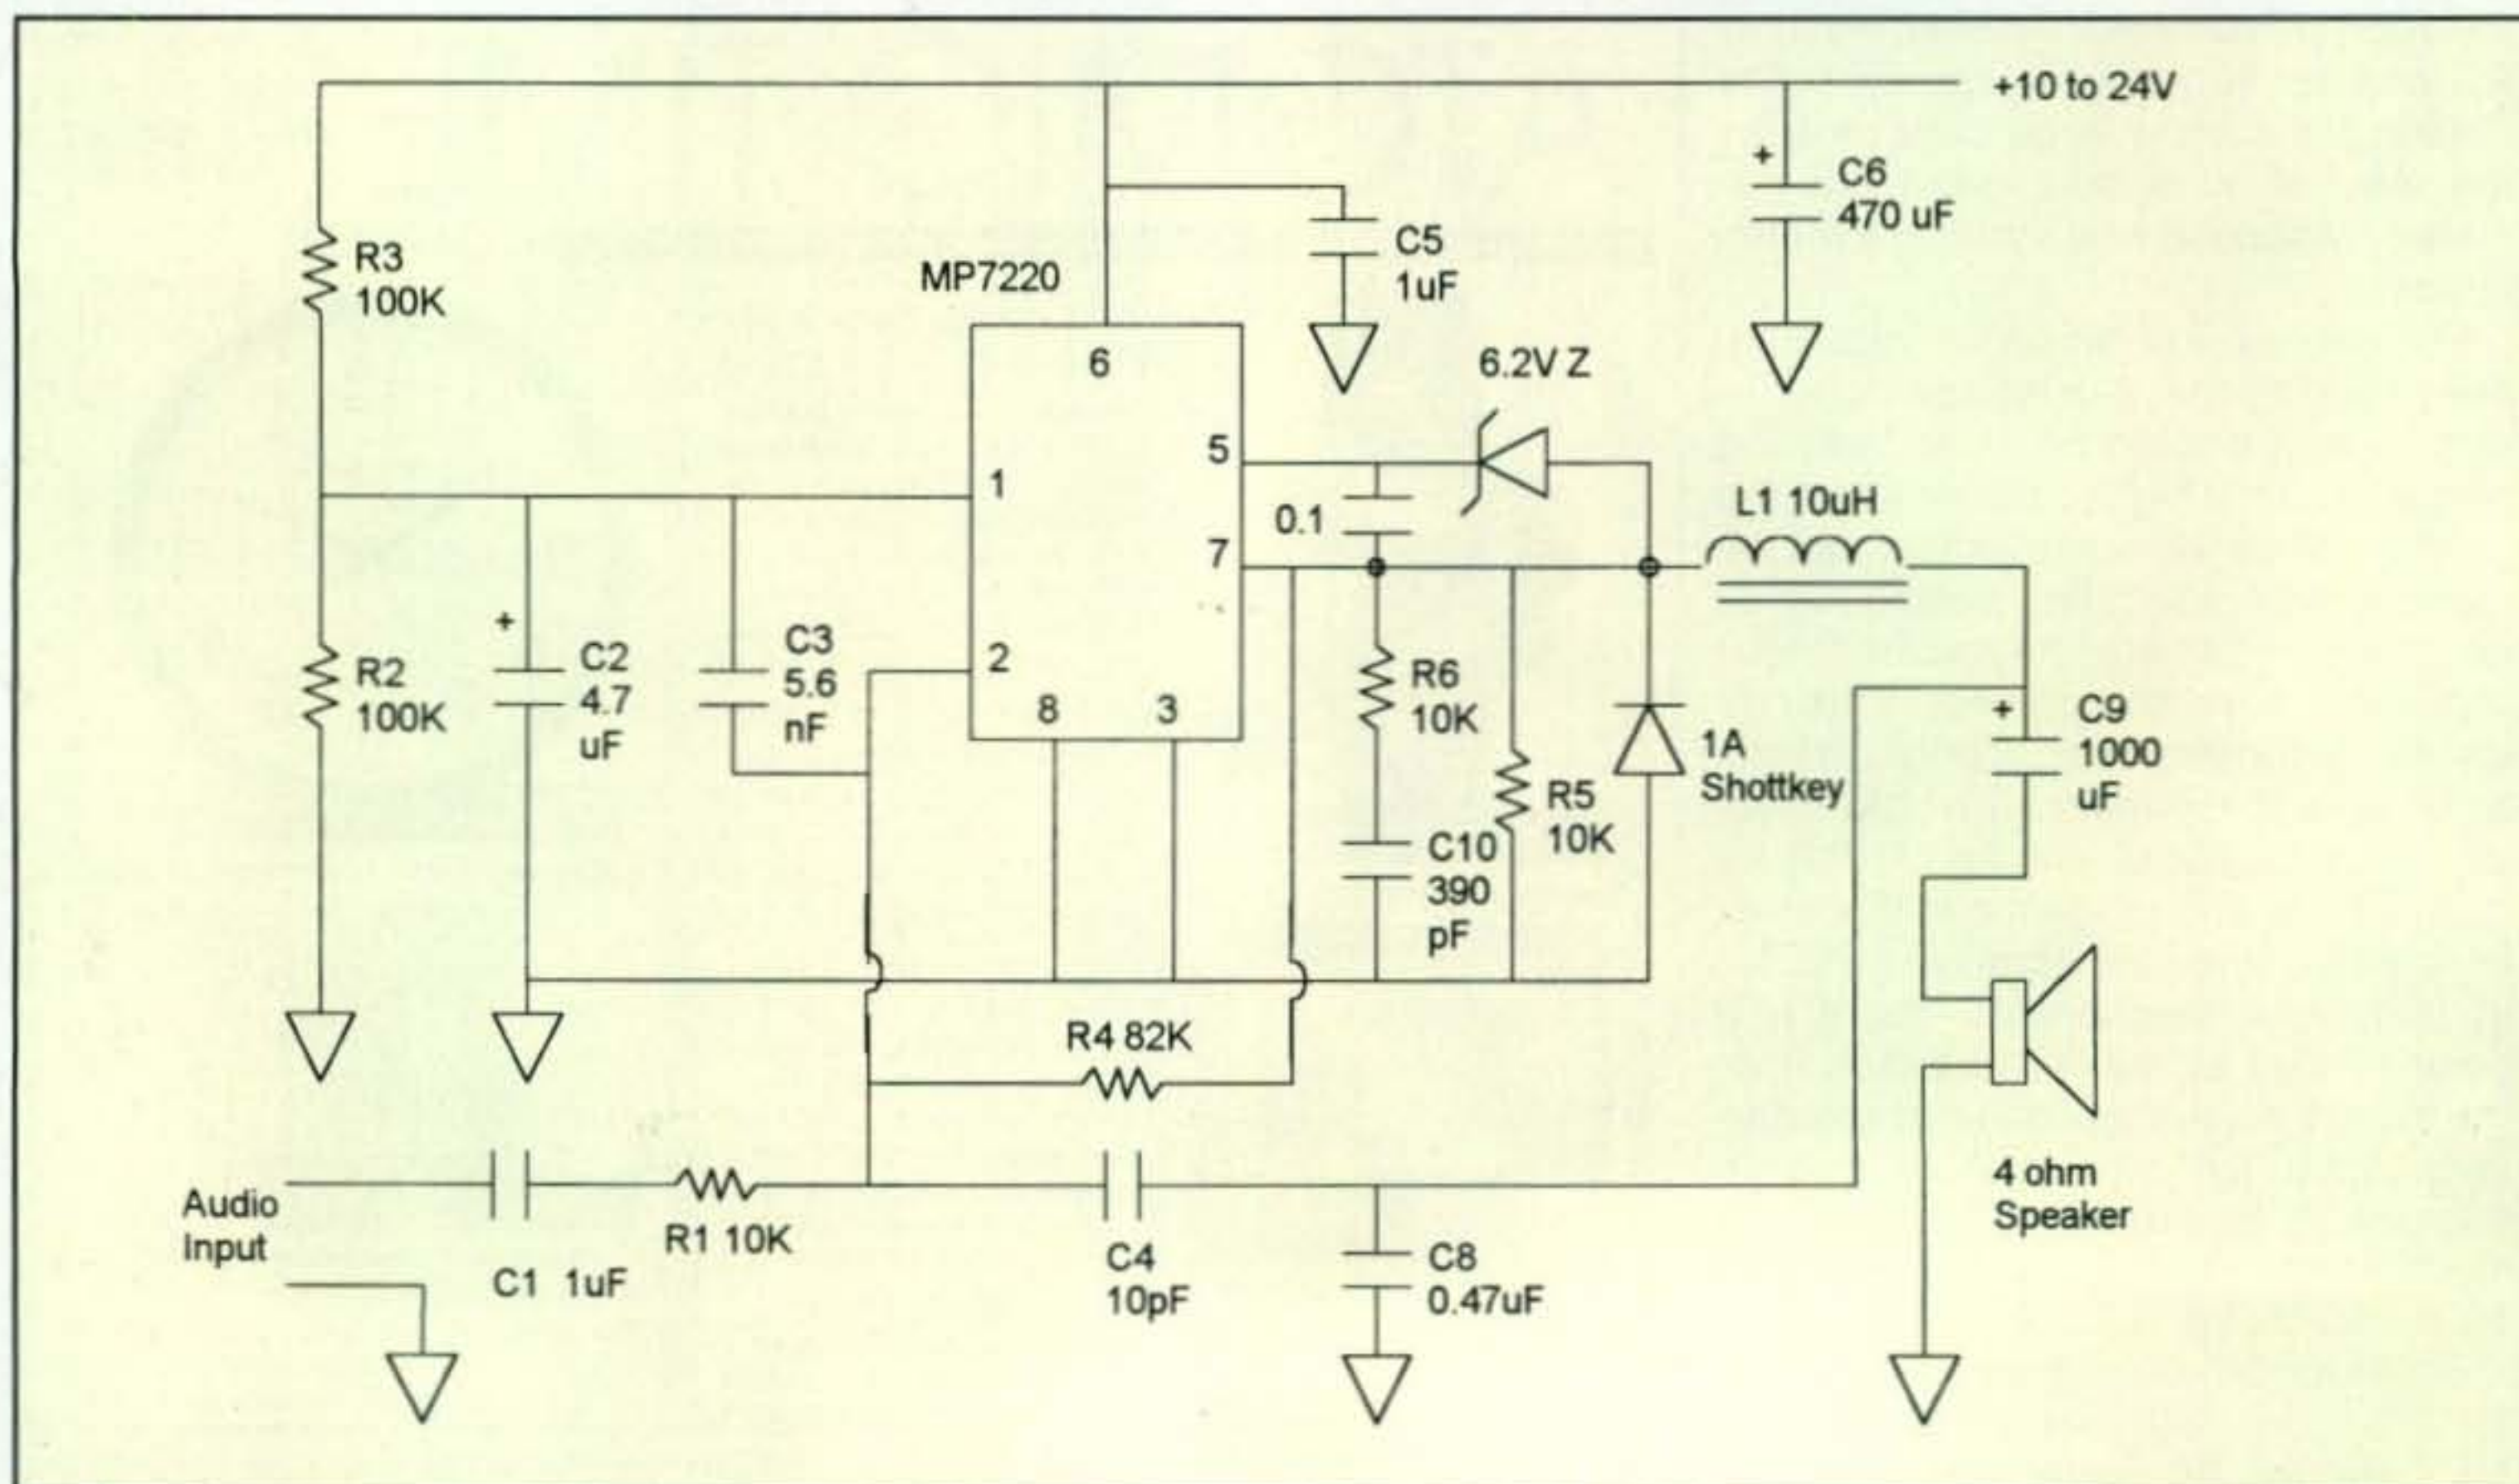 +10 to 24V
+
C6
470 uF
R3
100K
MP7220
C5
1uF
6
6.2V Z
5
1
0.1
L1 10uH
7
+
C2
4.7
uF
C3
5.6
nF
2
8
3
R2
100K
R6
10K
+
C9
1000
uF
1A
Shottkey
R5
10K
C10
390
pF
R4 82K
Audio
Input
R1 10K
C1 1uF
C4
10pF
C8
0.47uF
4 ohm
Speaker